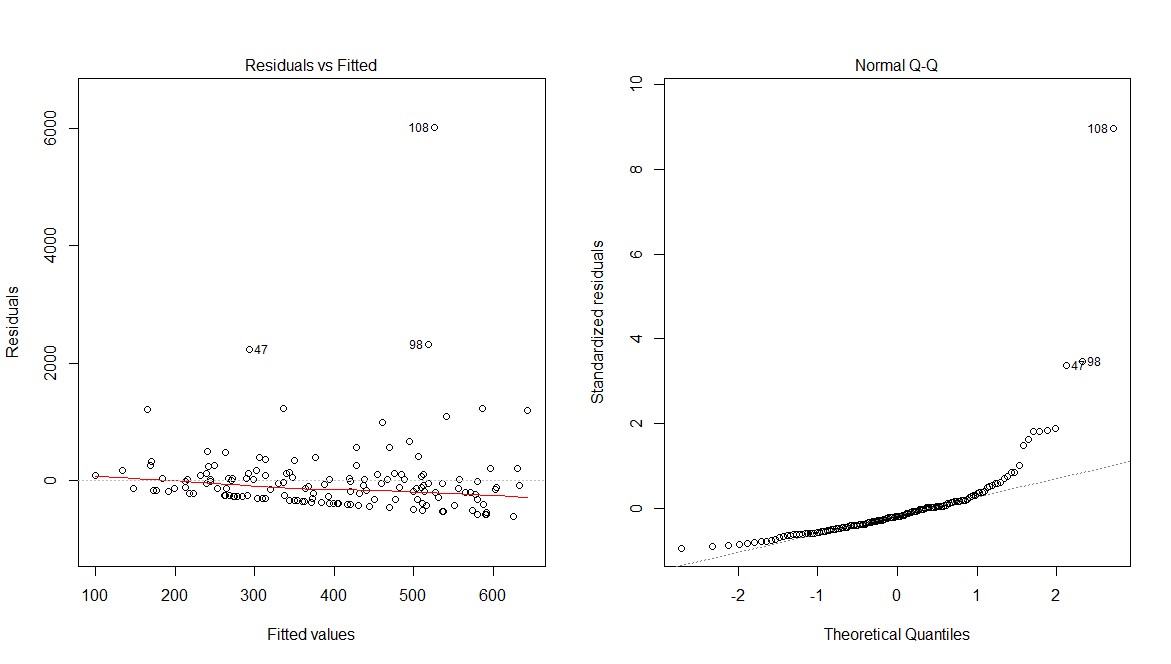 Residuals vs Fitted
Residuals
6000
4000
2000
0
108
47
98
100 200 300 400 500 600
Fitted values
Normal Q-Q
Standardized residuals
10
8
6
4
2
0
108
47
98
-2 -1 0 1 2
Theoretical Quantiles